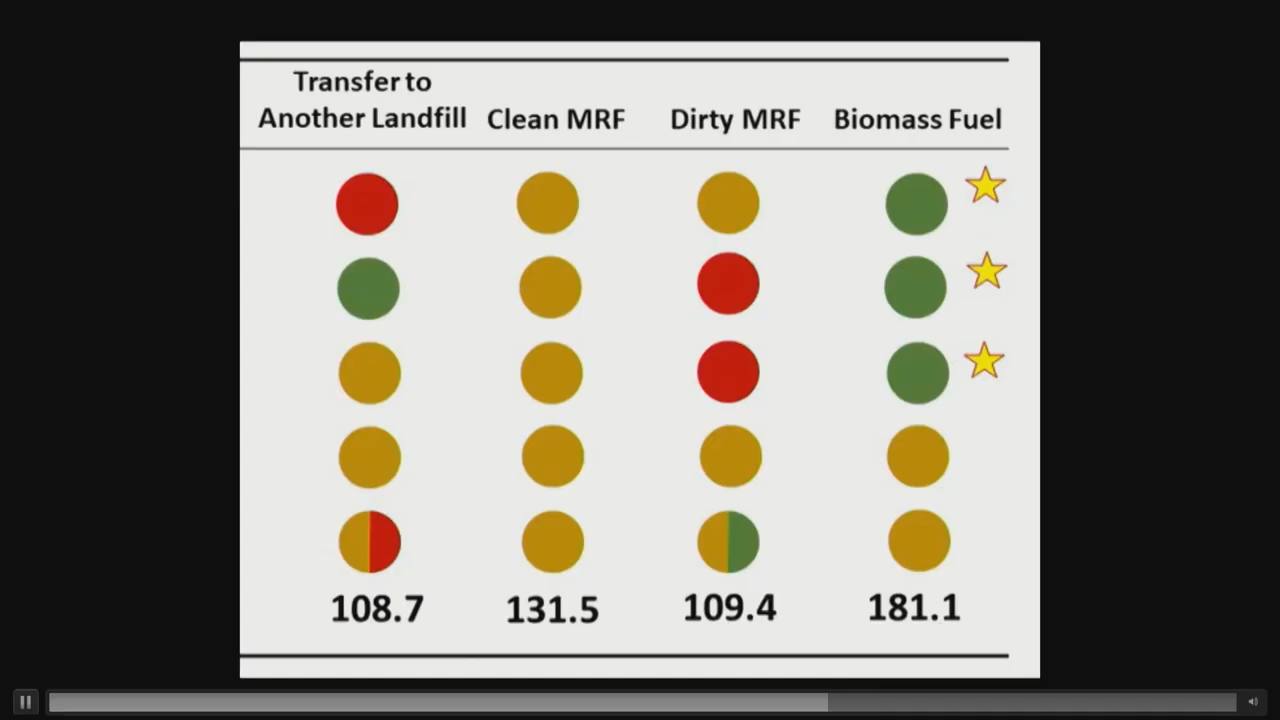 Transfer to
Another Landfill Clean MRF Dirty MRF Biomass Fuel
108.7 131.5 109.4 181.1